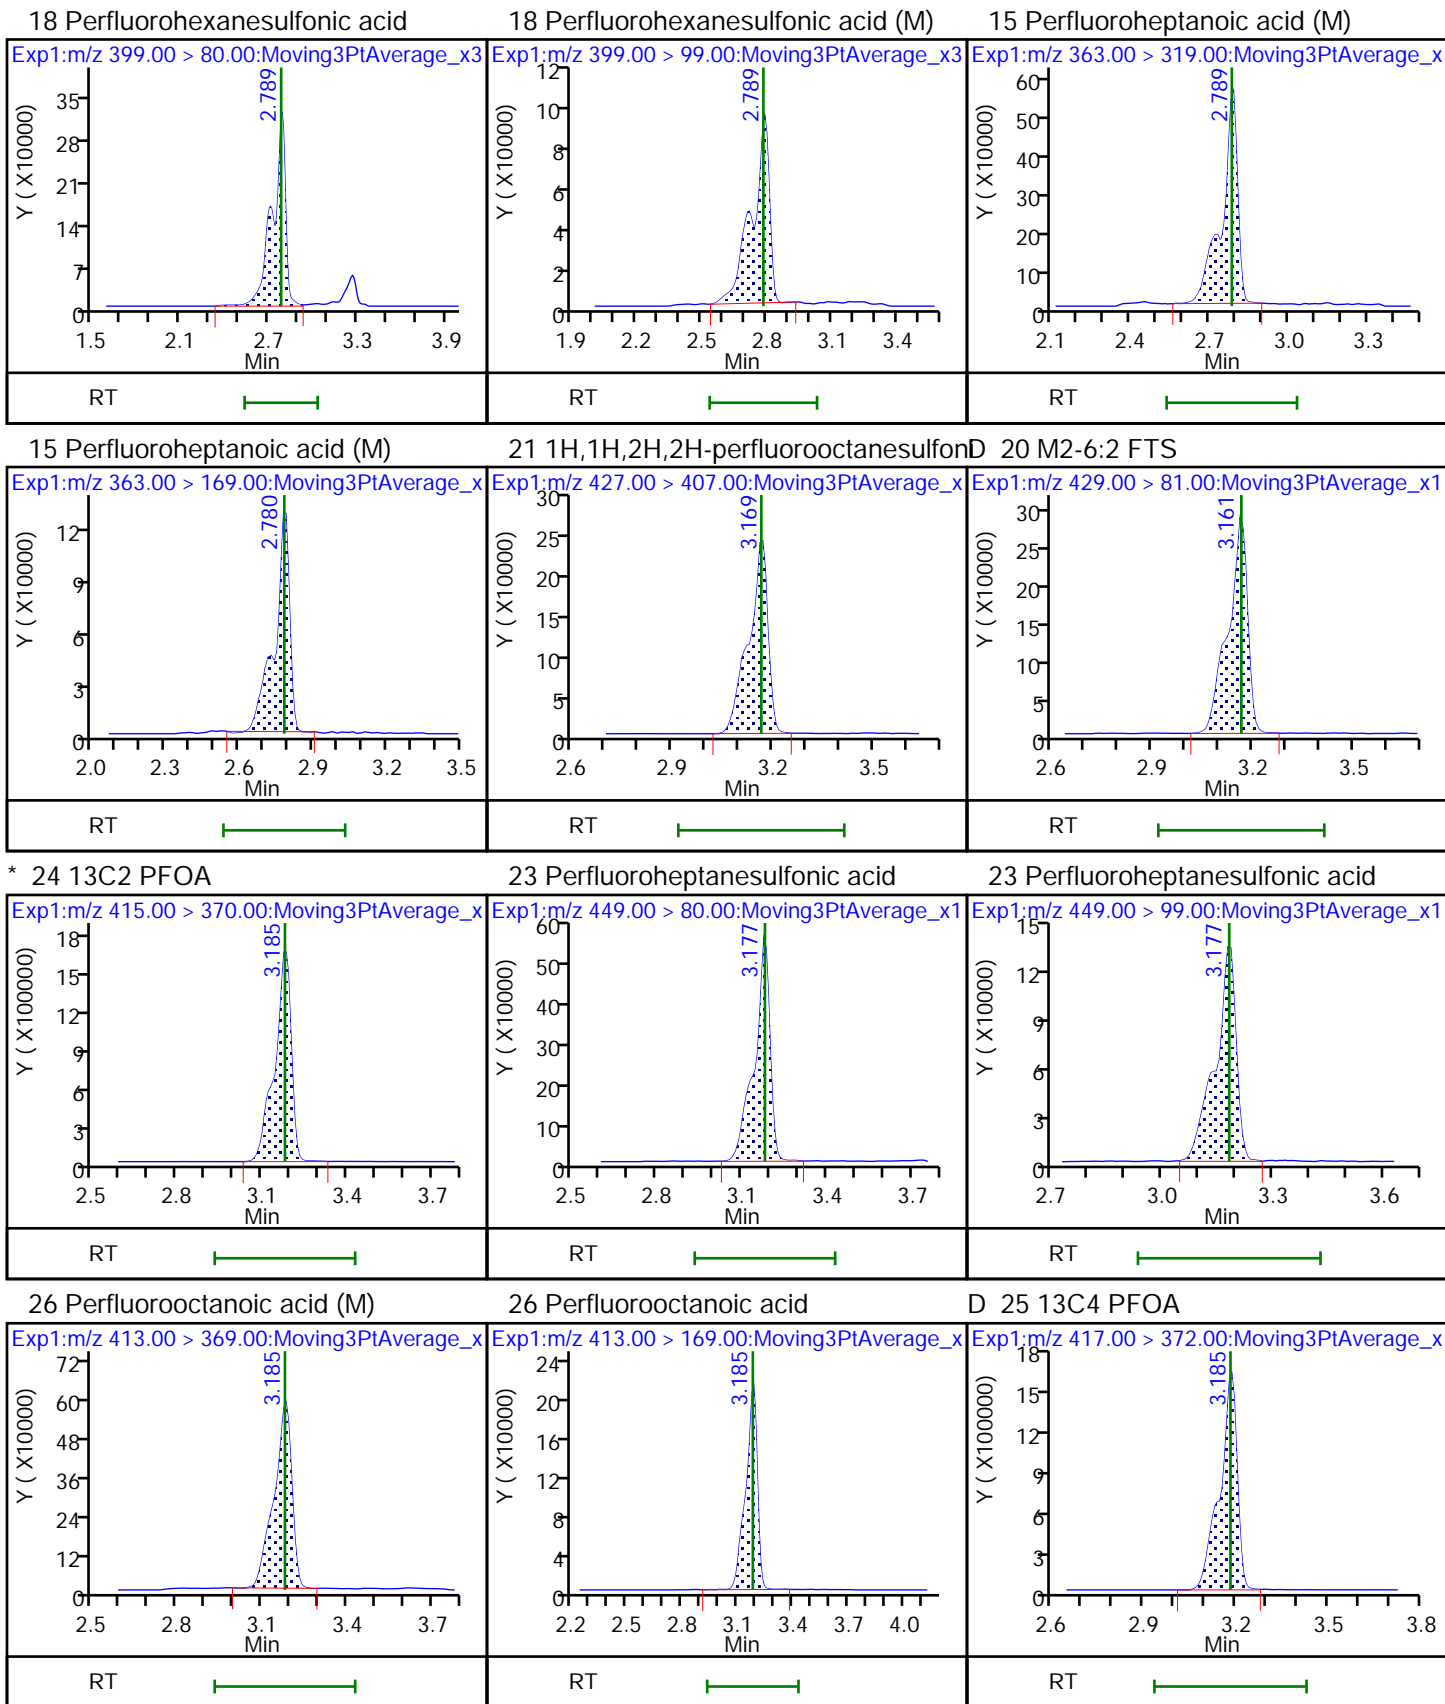 18 Perfluorohexanesulfonic acid
Exp1:m/z 399.00 > 80.00:Moving3PtAverage_x3
Y ( X10000)
35
28
21
14
7
0
2.789
1.5 2.1 2.7 3.3 3.9
Min
RT
18 Perfluorohexanesulfonic acid (M)
Exp1:m/z 399.00 > 99.00:Moving3PtAverage_x3
Y ( X10000)
12
10
8
6
4
2
0
2.789
1.9 2.2 2.5 2.8 3.1 3.4
Min
RT
15 Perfluoroheptanoic acid (M)
Exp1:m/z 363.00 > 319.00:Moving3PtAverage_x
Y ( X10000)
60
50
40
30
20
10
0
2.789
2.1 2.4 2.7 3.0 3.3
Min
RT
15 Perfluoroheptanoic acid (M)
Exp1:m/z 363.00 > 169.00:Moving3PtAverage_x
Y ( X10000)
12
9
6
3
0
2.780
2.0 2.3 2.6 2.9 3.2 3.5
Min
RT
21 1H,1H,2H,2H-perfluorooctanesulfon
Exp1:m/z 427.00 > 407.00:Moving3PtAverage_x
Y ( X10000)
30
25
20
15
10
5
0
3.169
2.6 2.9 3.2 3.5
Min
RT
D 20 M2-6:2 FTS
Exp1:m/z 429.00 > 81.00:Moving3PtAverage_x1
Y ( X10000)
30
25
20
15
10
5
0
3.161
2.6 2.9 3.2 3.5
Min
RT
* 24 13C2 PFOA
Exp1:m/z 415.00 > 370.00:Moving3PtAverage_x
Y ( X100000)
18
15
12
9
6
3
0
3.185
2.5 2.8 3.1 3.4 3.7
Min
RT
23 Perfluoroheptanesulfonic acid
Exp1:m/z 449.00 > 80.00:Moving3PtAverage_x1
Y ( X10000)
60
50
40
30
20
10
0
3.177
2.5 2.8 3.1 3.4 3.7
Min
RT
23 Perfluoroheptanesulfonic acid
Exp1:m/z 449.00 > 99.00:Moving3PtAverage_x1
Y ( X10000)
15
12
9
6
3
0
3.177
2.7 3.0 3.3 3.6
Min
RT
26 Perfluorooctanoic acid (M)
Exp1:m/z 413.00 > 369.00:Moving3PtAverage_x
Y ( X10000)
72
60
48
36
24
12
0
3.185
2.5 2.8 3.1 3.4 3.7
Min
RT
26 Perfluorooctanoic acid
Exp1:m/z 413.00 > 169.00:Moving3PtAverage_x
Y ( X10000)
24
20
16
12
8
4
0
3.185
2.2 2.5 2.8 3.1 3.4 3.7 4.0
Min
RT
D 25 13C4 PFOA
Exp1:m/z 417.00 > 372.00:Moving3PtAverage_x
Y ( X100000)
18
15
12
9
6
3
0
3.185
2.6 2.9 3.2 3.5 3.8
Min
RT